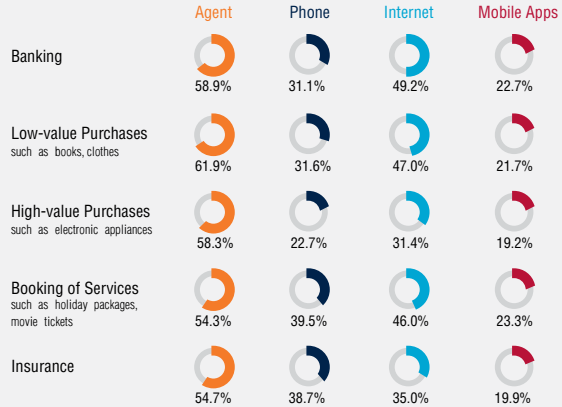 Agent Phone Internet Mobile Apps
Banking
58.9% 31.1% 49.2% 22.7%
Low-value Purchases
such as books, clothes
61.9% 31.6% 47.0% 21.7%
High-value Purchases
such as electronic appliances
58.3% 22.7% 31.4% 19.2%
Booking of Services
such as holiday packages,
movie tickets
54.3% 39.5% 46.0% 23.3%
Insurance
54.7% 38.7% 35.0% 19.9%